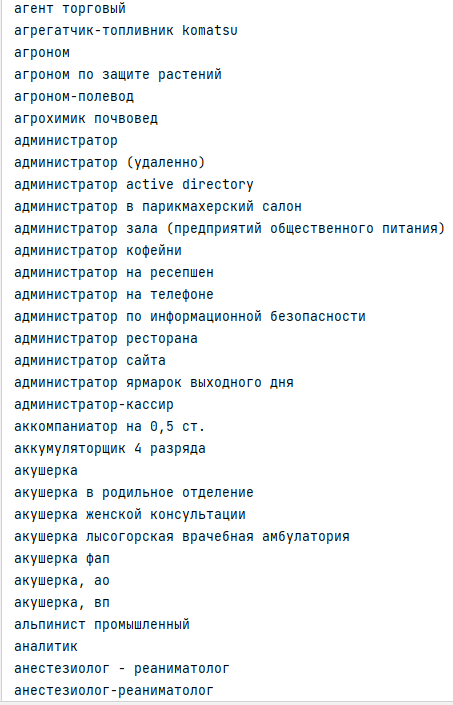 агент торговый
агрегатчик-топливник komatsu
агроном
агроном по защите растений
агроном-полевод
агрохимик почвовед
администратор
администратор (удаленно)
администратор active directory
администратор в парикмахерский салон
администратор зала (предприятий общественного питания)
администратор кофейни
администратор на ресепшен
администратор на телефоне
администратор по информационной безопасности
администратор ресторана
администратор сайта
администратор ярмарок выходного дня
администратор-кассир
аккомпаниатор на 0,5 ст.
аккумуляторщик 4 разряда
акушерка
акушерка в родильное отделение
акушерка женской консультации
акушерка лысогорская врачебная амбулатория
акушерка фап
акушерка, ао
акушерка, вп
альпинист промышленный
аналитик
анестезиолог - реаниматолог
анестезиолог-реаниматолог